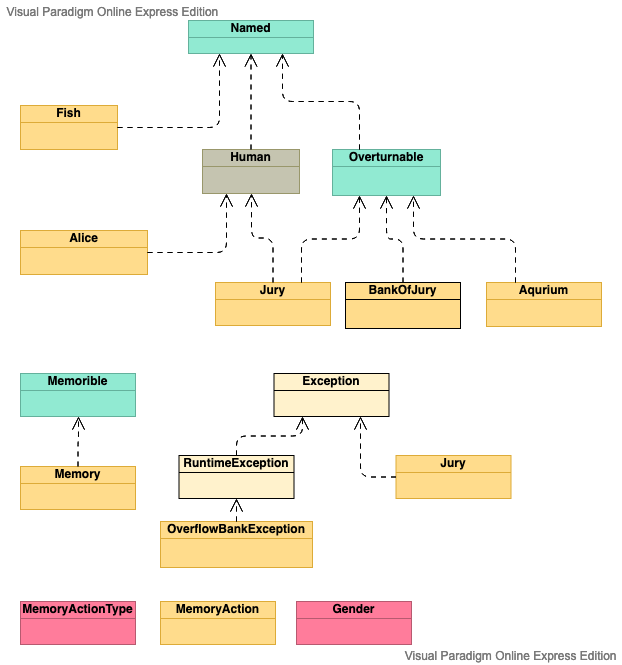 Visual Paradigm Online Express Edition
Named
Fish
Human
Overturnable
Alice
Jury
BankOfJury
Aqurium
Memorible
Exception
Memory
RuntimeException
Jury
OverflowBankException
MemoryActionType
MemoryAction
Gender
Visual Paradigm Online Express Edition